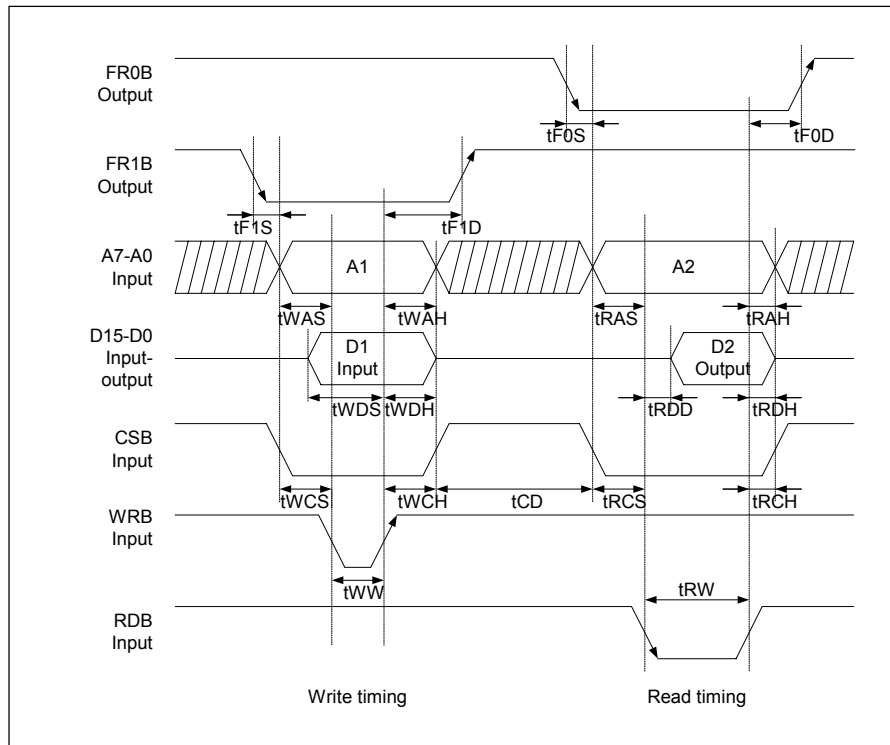 FR0B
Output
tF0S
tF0D
FR1B
Output
tF1S
tF1D
A7-A0
Input
A1
A2
tWAS
tWAH
tRAS
tRAH
D15-D0
Input-
output
D1
Input
D2
Output
tWDS
tWDH
tRDD
tRDH
CSB
Input
tWCS
tWCH
tCD
tRCS
tRCH
WRB
Input
tWW
tRW
RDB
Input
Write timing
Read timing